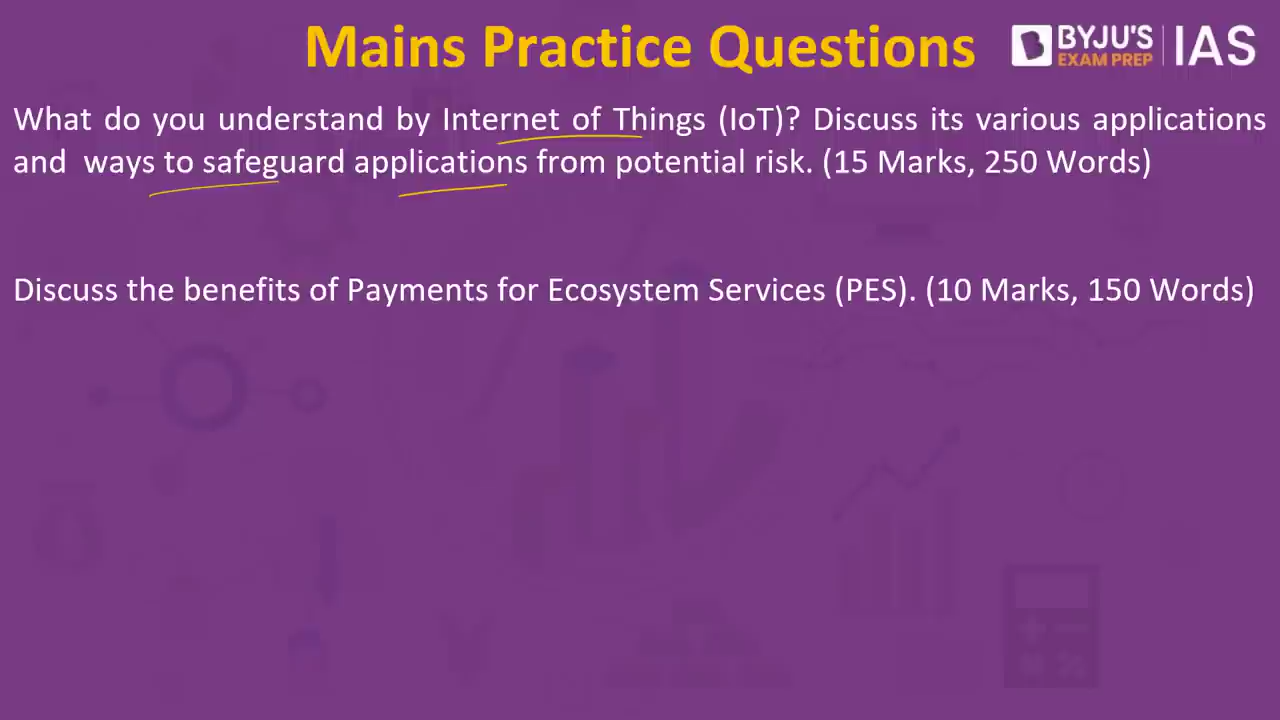 Mains Practice Questions
BYJU'S
EXAM PREP
IAS
What do you understand by Internet of Things (IoT)? Discuss its various applications
and ways to safeguard applications from potential risk. (15 Marks, 250 Words)
Discuss the benefits of Payments for Ecosystem Services (PES). (10 Marks, 150 Words)